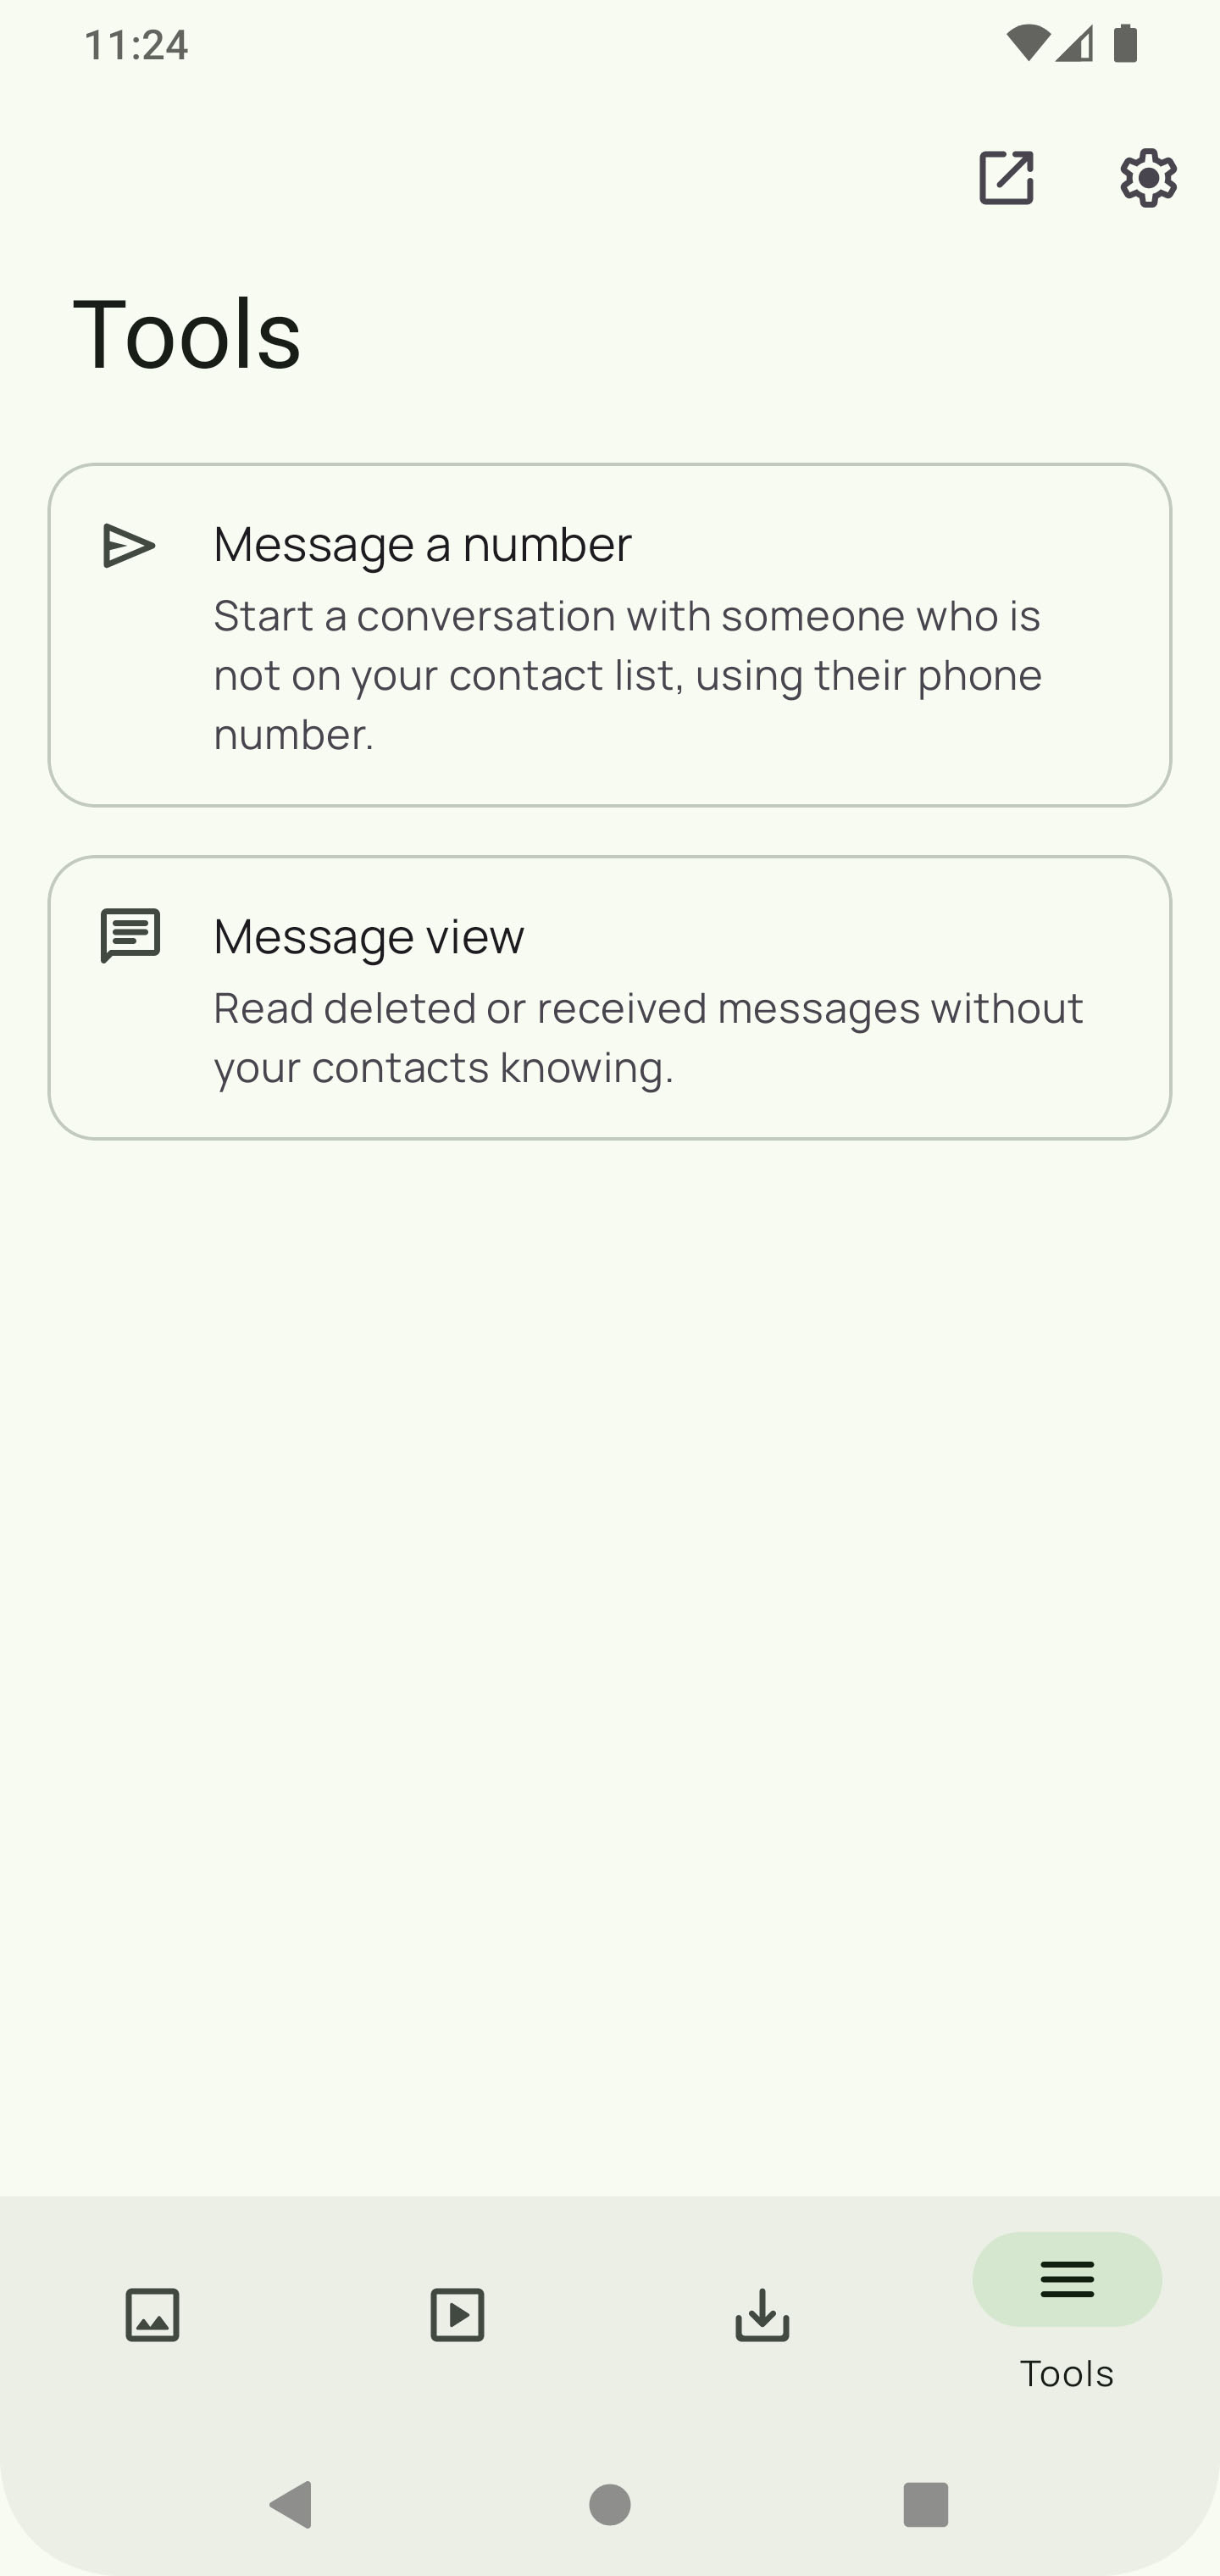 11:24
Tools
Message a number
Start a conversation with someone who is
not on your contact list, using their phone
number.
Message view
Read deleted or received messages without
your contacts knowing.
Tools